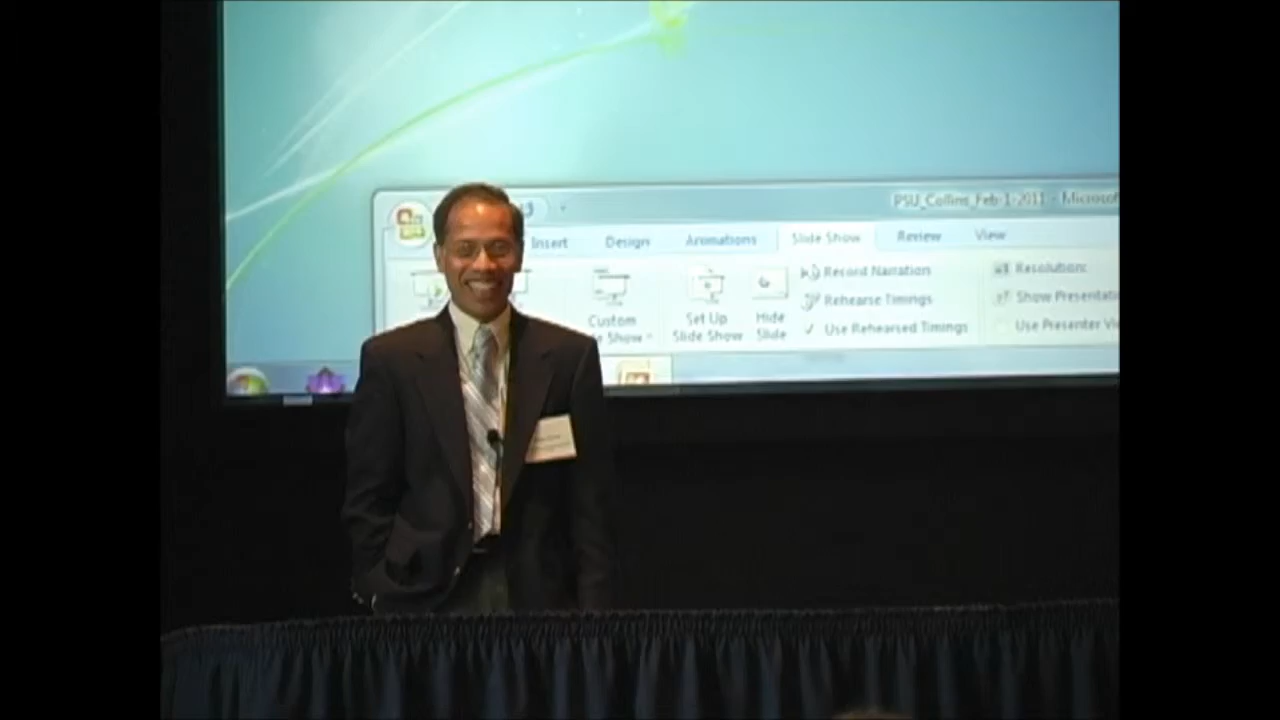 PSU_Collins_Feb-1-2011 - Microsof
Insert Design Animations Slide Show Review View
Record Narration
Rehearse Timings
Use Rehearsed Timings
Custom
Show
Set Up
Slide Show
Hide
Slide
Resolution:
Show Presentatio
Use Presenter Vi